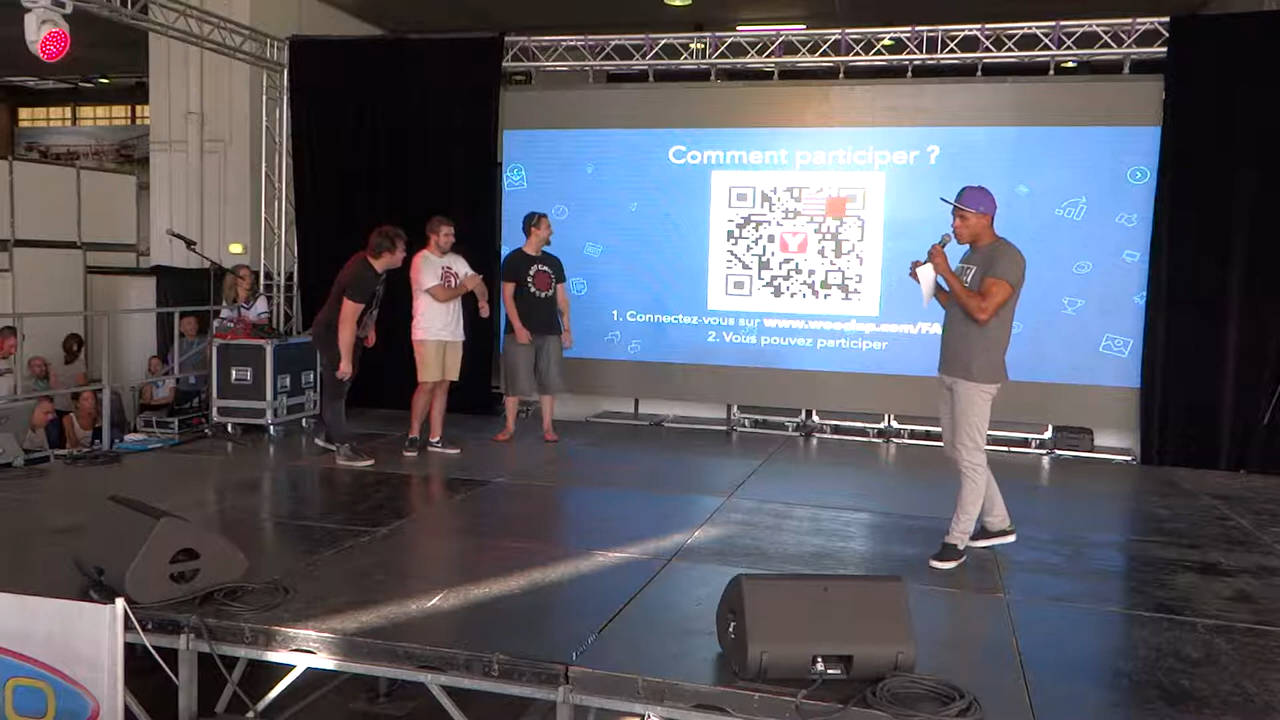 Comment participer ?
Y
1. Connectez-vous sur www.wooclap.com/FA
2. Vous pouvez participer